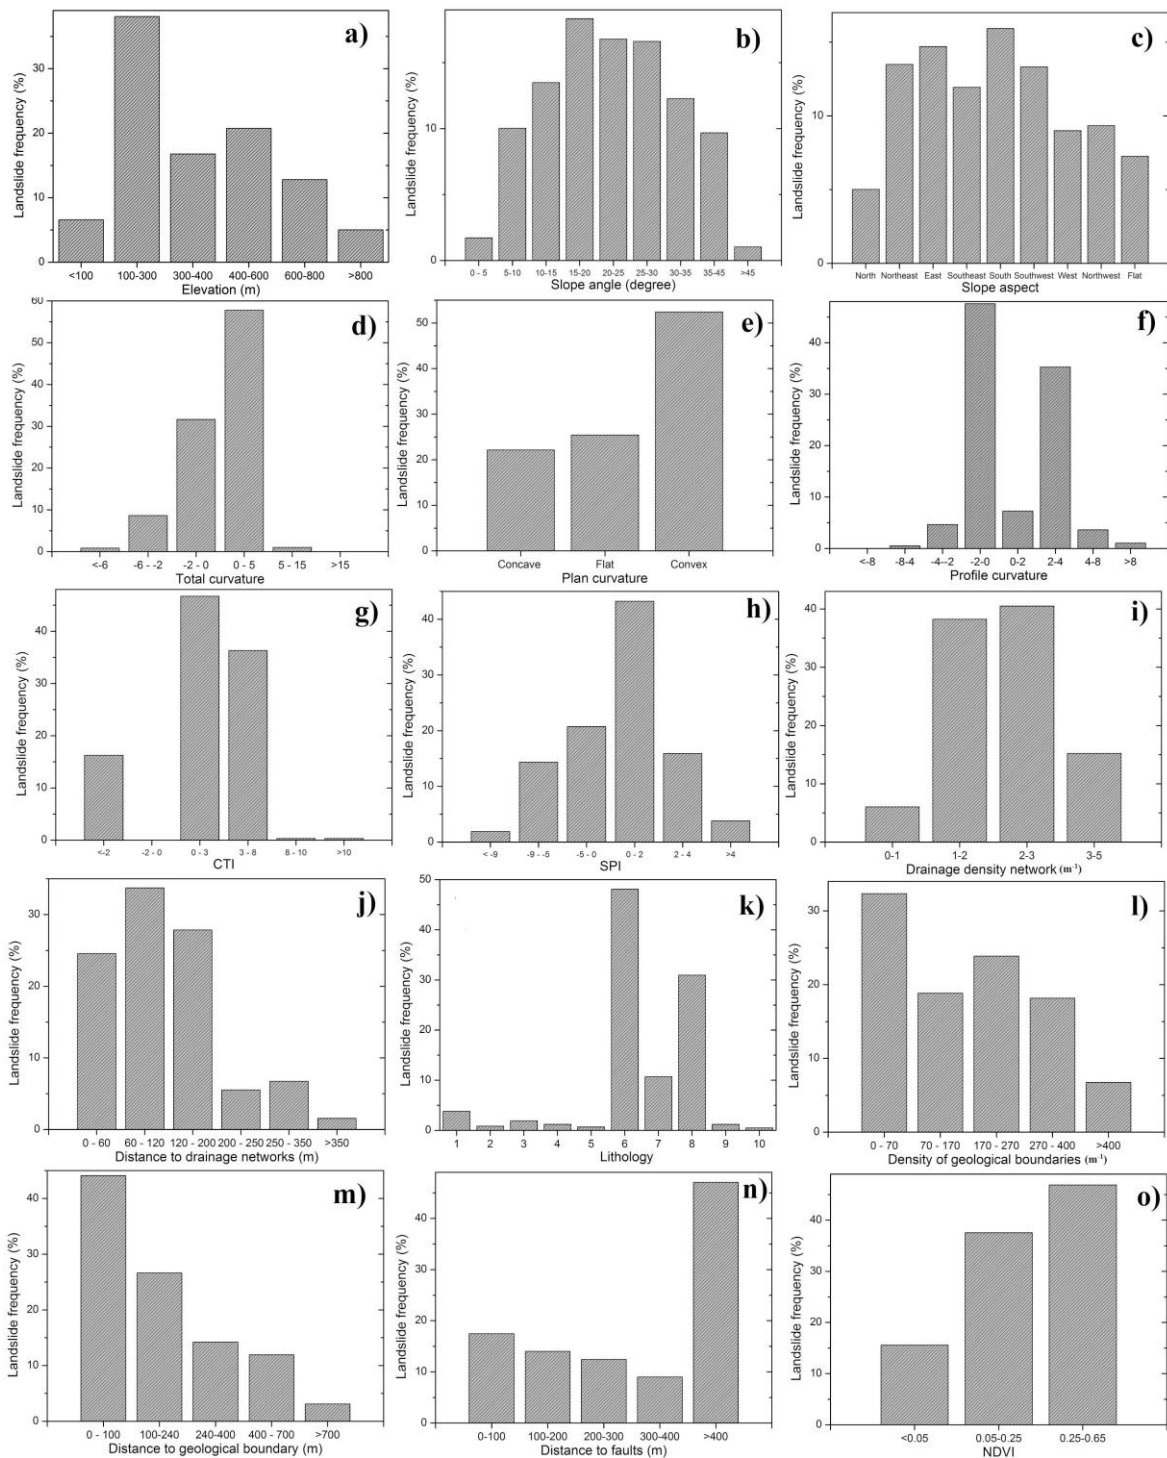 a)
Landslide frequency (%)
30
20
10
0
<100 100-300 300-400 400-600 600-800 >800
Elevation (m)
b)
Landslide frequency (%)
10
0
0 - 5 5-10 10-15 15-20 20-25 25-30 30-35 35-45 >45
Slope angle (degree)
c)
Landslide frequency (%)
10
5
0
North Northeast East Southeast South Southwest West Northwest Flat
Slope aspect
d)
Landslide frequency (%)
60
50
40
30
20
10
0
<-6 -6 - -2 -2 - 0 0 - 5 5 - 15 >15
Total curvature
e)
Landslide frequency (%)
50
40
30
20
10
0
Concave Flat Convex
Plan curvature
f)
Landslide frequency (%)
40
30
20
10
0
<-8 -8-4 -4--2 -2-0 0-2 2-4 4-8 >8
Profile curvature
g)
Landslide frequency (%)
40
30
20
10
0
<-2 -2 - 0 0 - 3 3 - 8 8 - 10 >10
CTI
h)
Landslide frequency (%)
40
30
20
10
0
< -9 -9 - -5 -5 - 0 0 - 2 2 - 4 >4
SPI
i)
Landslide frequency (%)
40
30
20
10
0
0-1 1-2 2-3 3-5
Drainage density network (m⁻¹)
j)
Landslide frequency (%)
30
20
10
0
0 - 60 60 - 120 120 - 200 200 - 250 250 - 350 >350
Distance to drainage networks (m)
k)
Landslide frequency (%)
50
40
30
20
10
0
1 2 3 4 5 6 7 8 9 10
Lithology
l)
Landslide frequency (%)
30
20
10
0
0 - 70 70 - 170 170 - 270 270 - 400 >400
Density of geological boundaries (m⁻¹)
m)
Landslide frequency (%)
40
30
20
10
0
0 - 100 100-240 240-400 400 - 700 >700
Distance to geological boundary (m)
n)
Landslide frequency (%)
40
30
20
10
0
0-100 100-200 200-300 300-400 >400
Distance to faults (m)
o)
Landslide frequency (%)
40
30
20
10
0
<0.05 0.05-0.25 0.25-0.65
NDVI